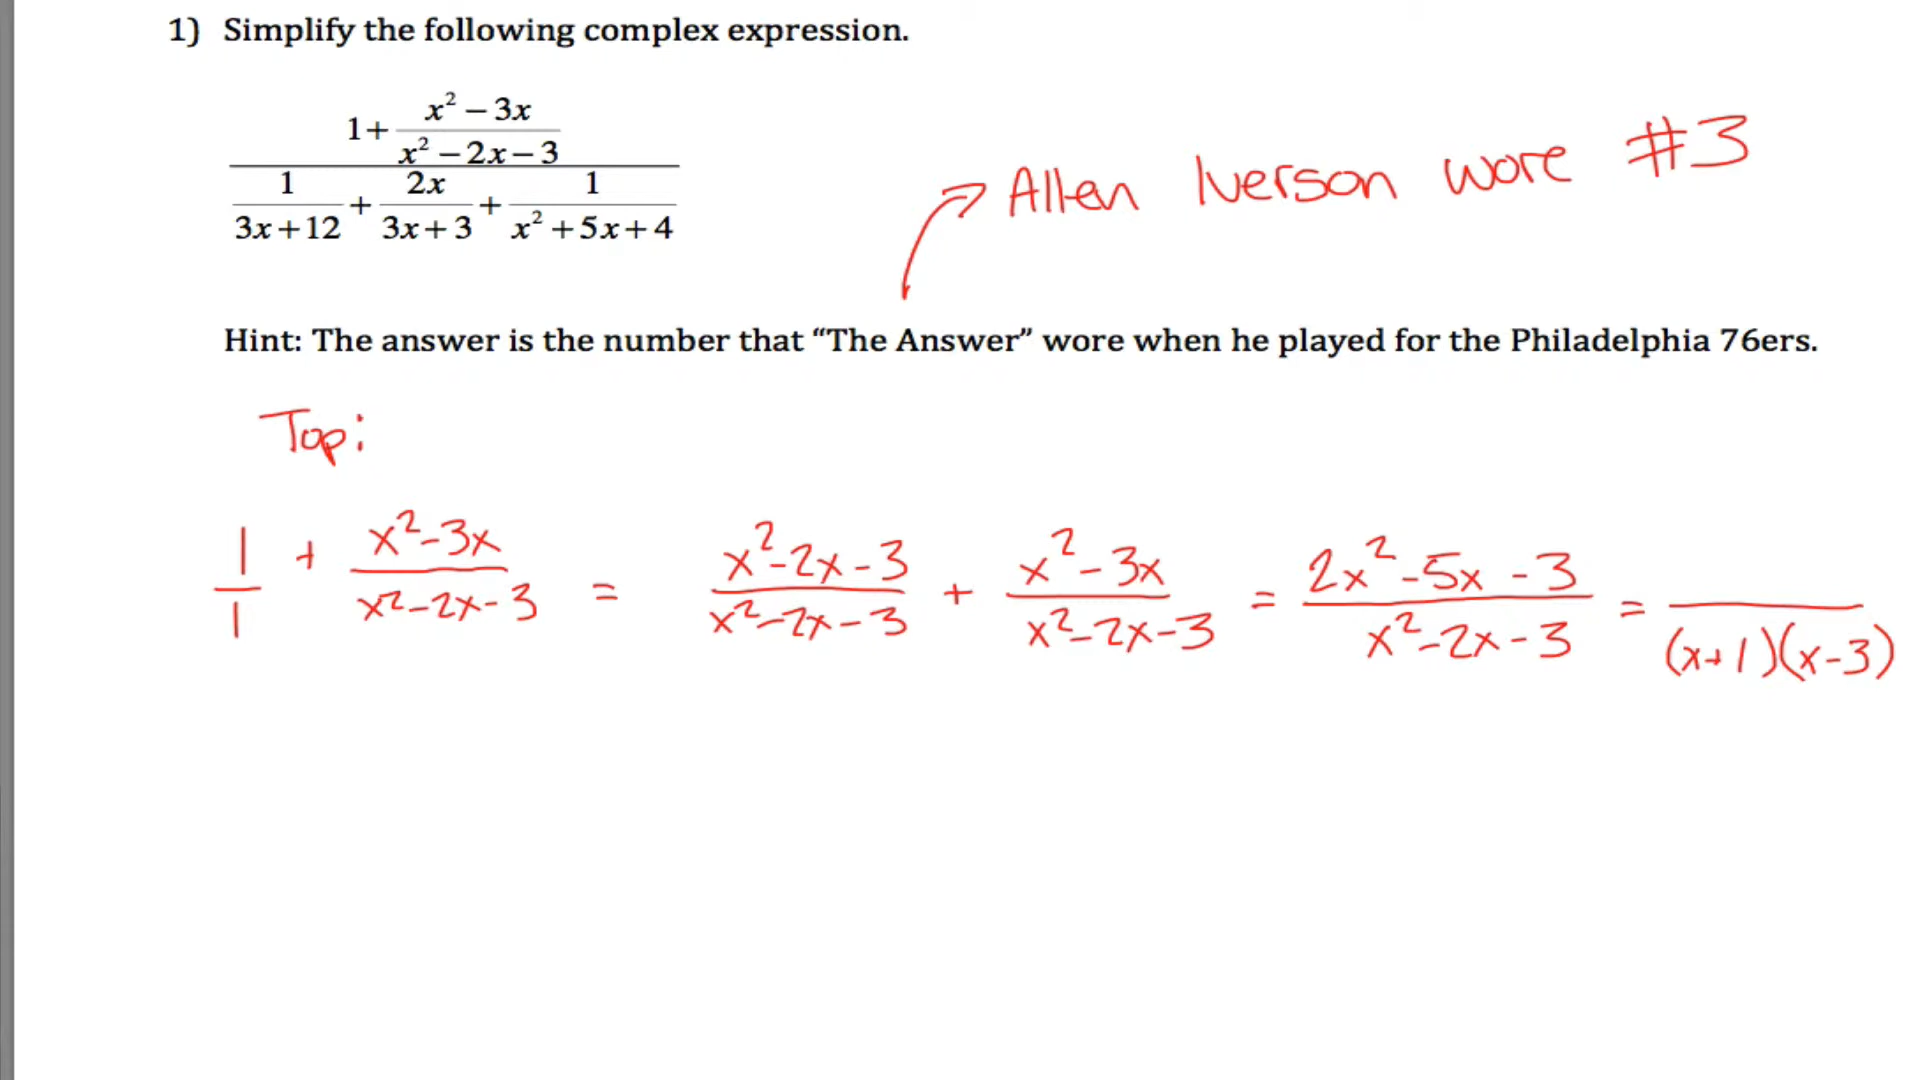 1) Simplify the following complex expression.
1+ x² – 3x / x² – 2x – 3
1 / 3x+12 + 2x / 3x+3 + 1 / x² +5x+4
Allen Iverson wore #3
Hint: The answer is the number that “The Answer” wore when he played for the Philadelphia 76ers.
Top:
1/1 + x²-3x / x²-2x-3 = x²-2x-3 / x²-2x-3 + x²-3x / x²-2x-3 = 2x²-5x-3 / x²-2x-3 = / (x+1)(x-3)